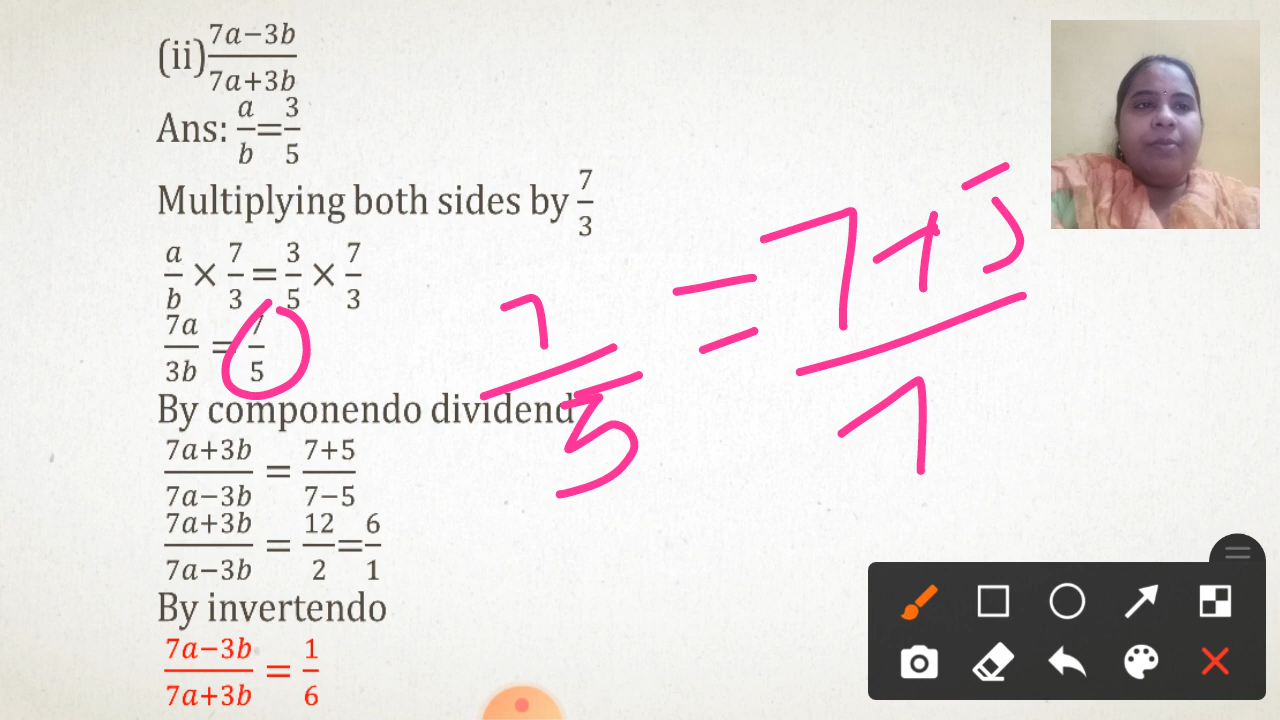 (ii) (7a−3b)/(7a+3b)
Ans: a/b=3/5
Multiplying both sides by 7/3
a/b × 7/3 = 3/5 × 7/3
7a/3b = 7/5
By componendo dividend
(7a+3b)/(7a−3b) = (7+5)/(7−5)
(7a+3b)/(7a−3b) = 12/2=6/1
By invertendo
(7a−3b)/(7a+3b) = 1/6
7/5 = (7+5)/7